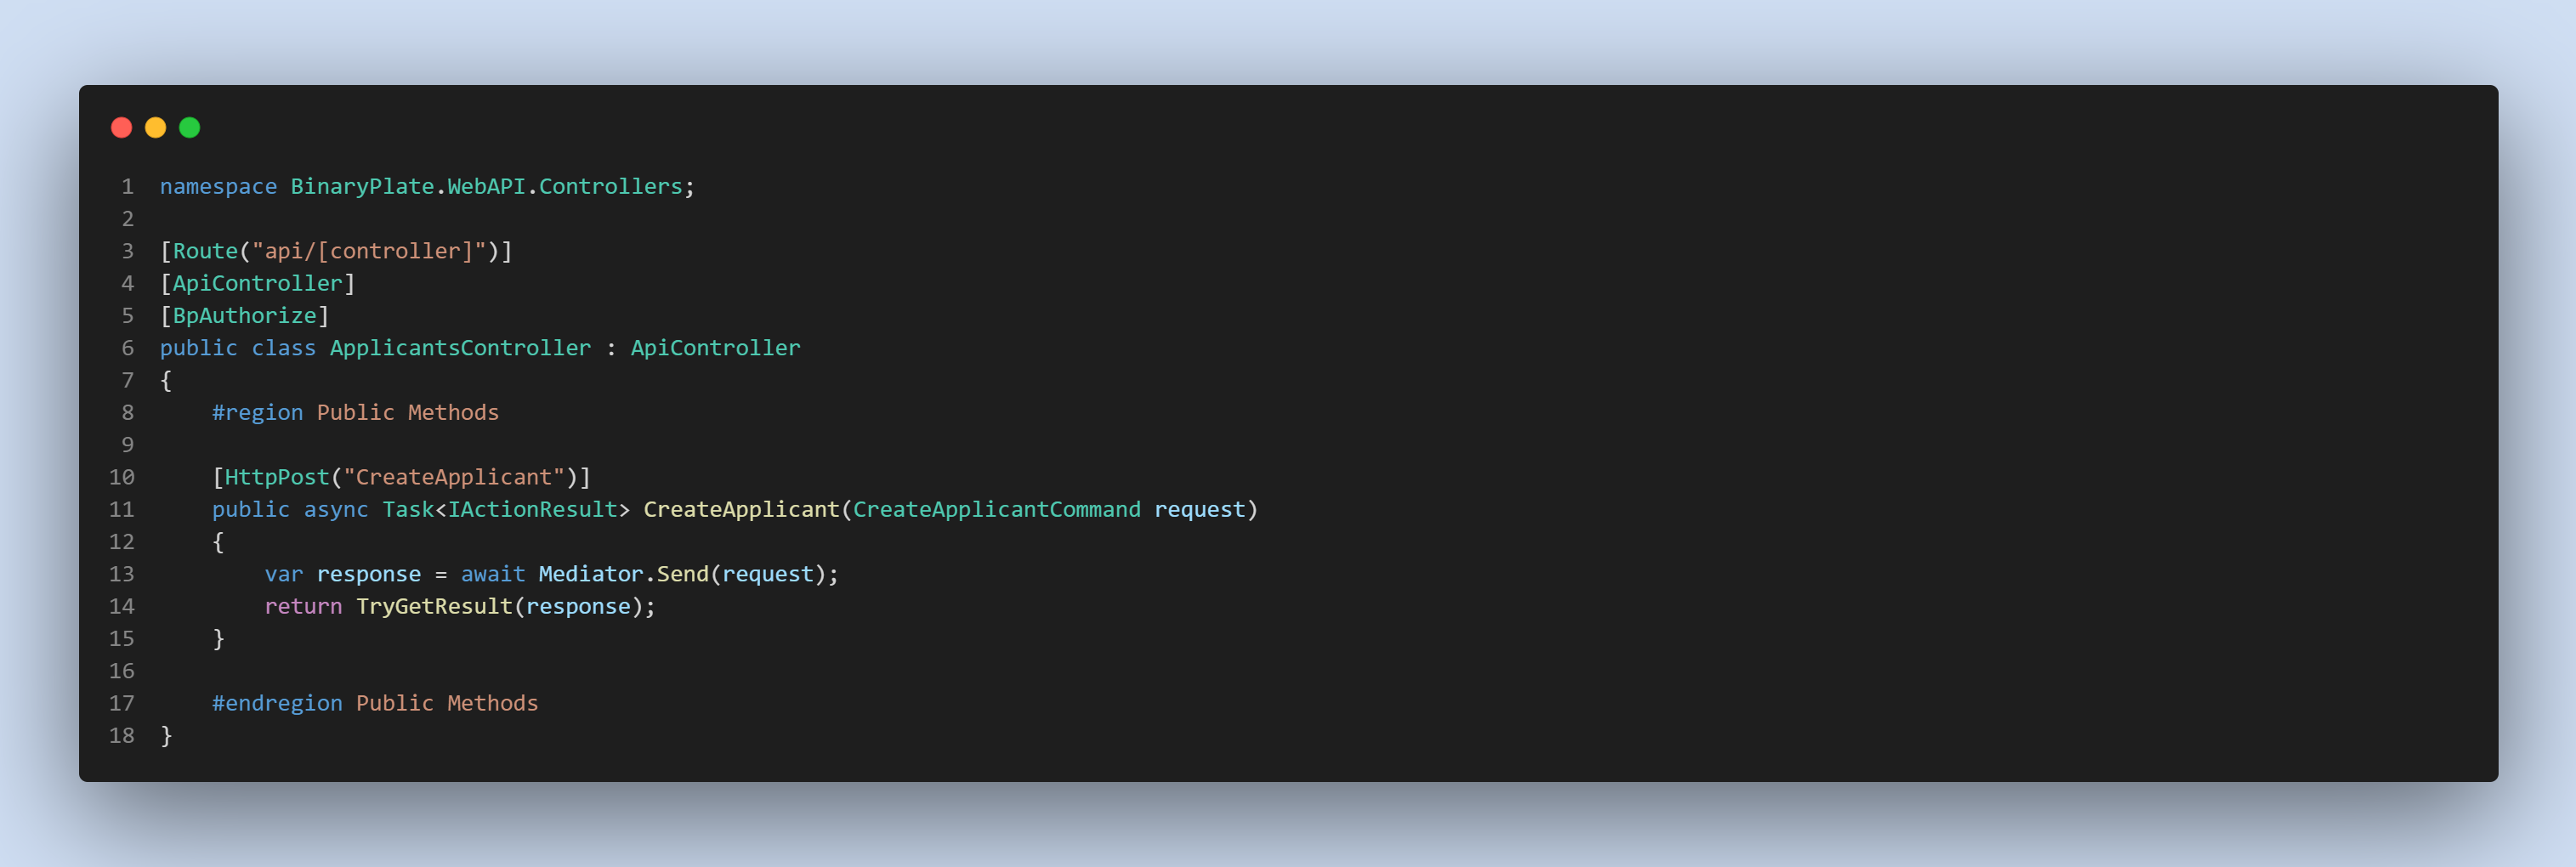 1 namespace BinaryPlate.WebAPI.Controllers;
2
3 [Route("api/[controller]")]
4 [ApiController]
5 [BpAuthorize]
6 public class ApplicantsController : ApiController
7 {
8     #region Public Methods
9
10     [HttpPost("CreateApplicant")]
11     public async Task<IActionResult> CreateApplicant(CreateApplicantCommand request)
12     {
13         var response = await Mediator.Send(request);
14         return TryGetResult(response);
15     }
16
17     #endregion Public Methods
18 }